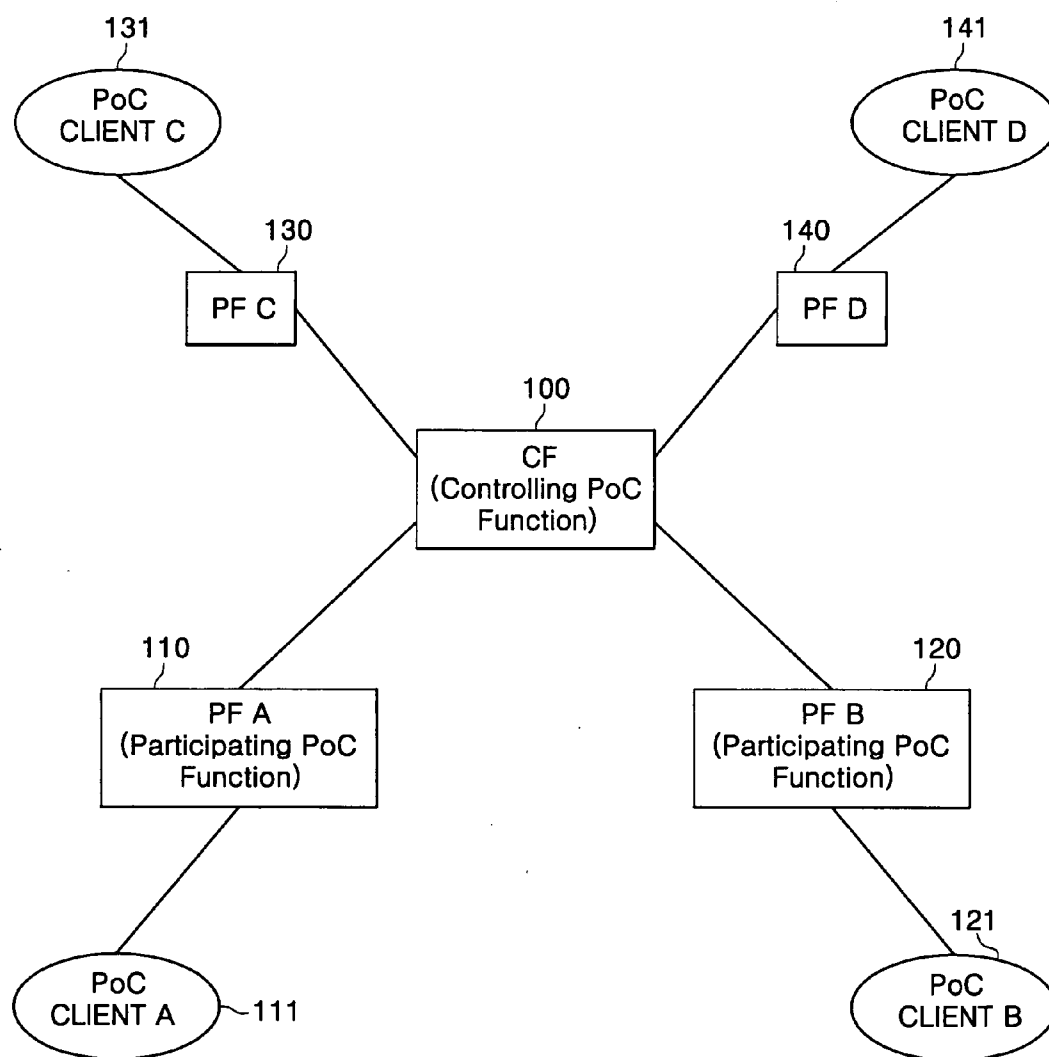 131
141
PoC
CLIENT C
PoC
CLIENT D
130
140
PF C
PF D
100
CF
(Controlling PoC
Function)
110
120
PF A
(Participating PoC
Function)
PF B
(Participating PoC
Function)
121
PoC
CLIENT A
111
PoC
CLIENT B